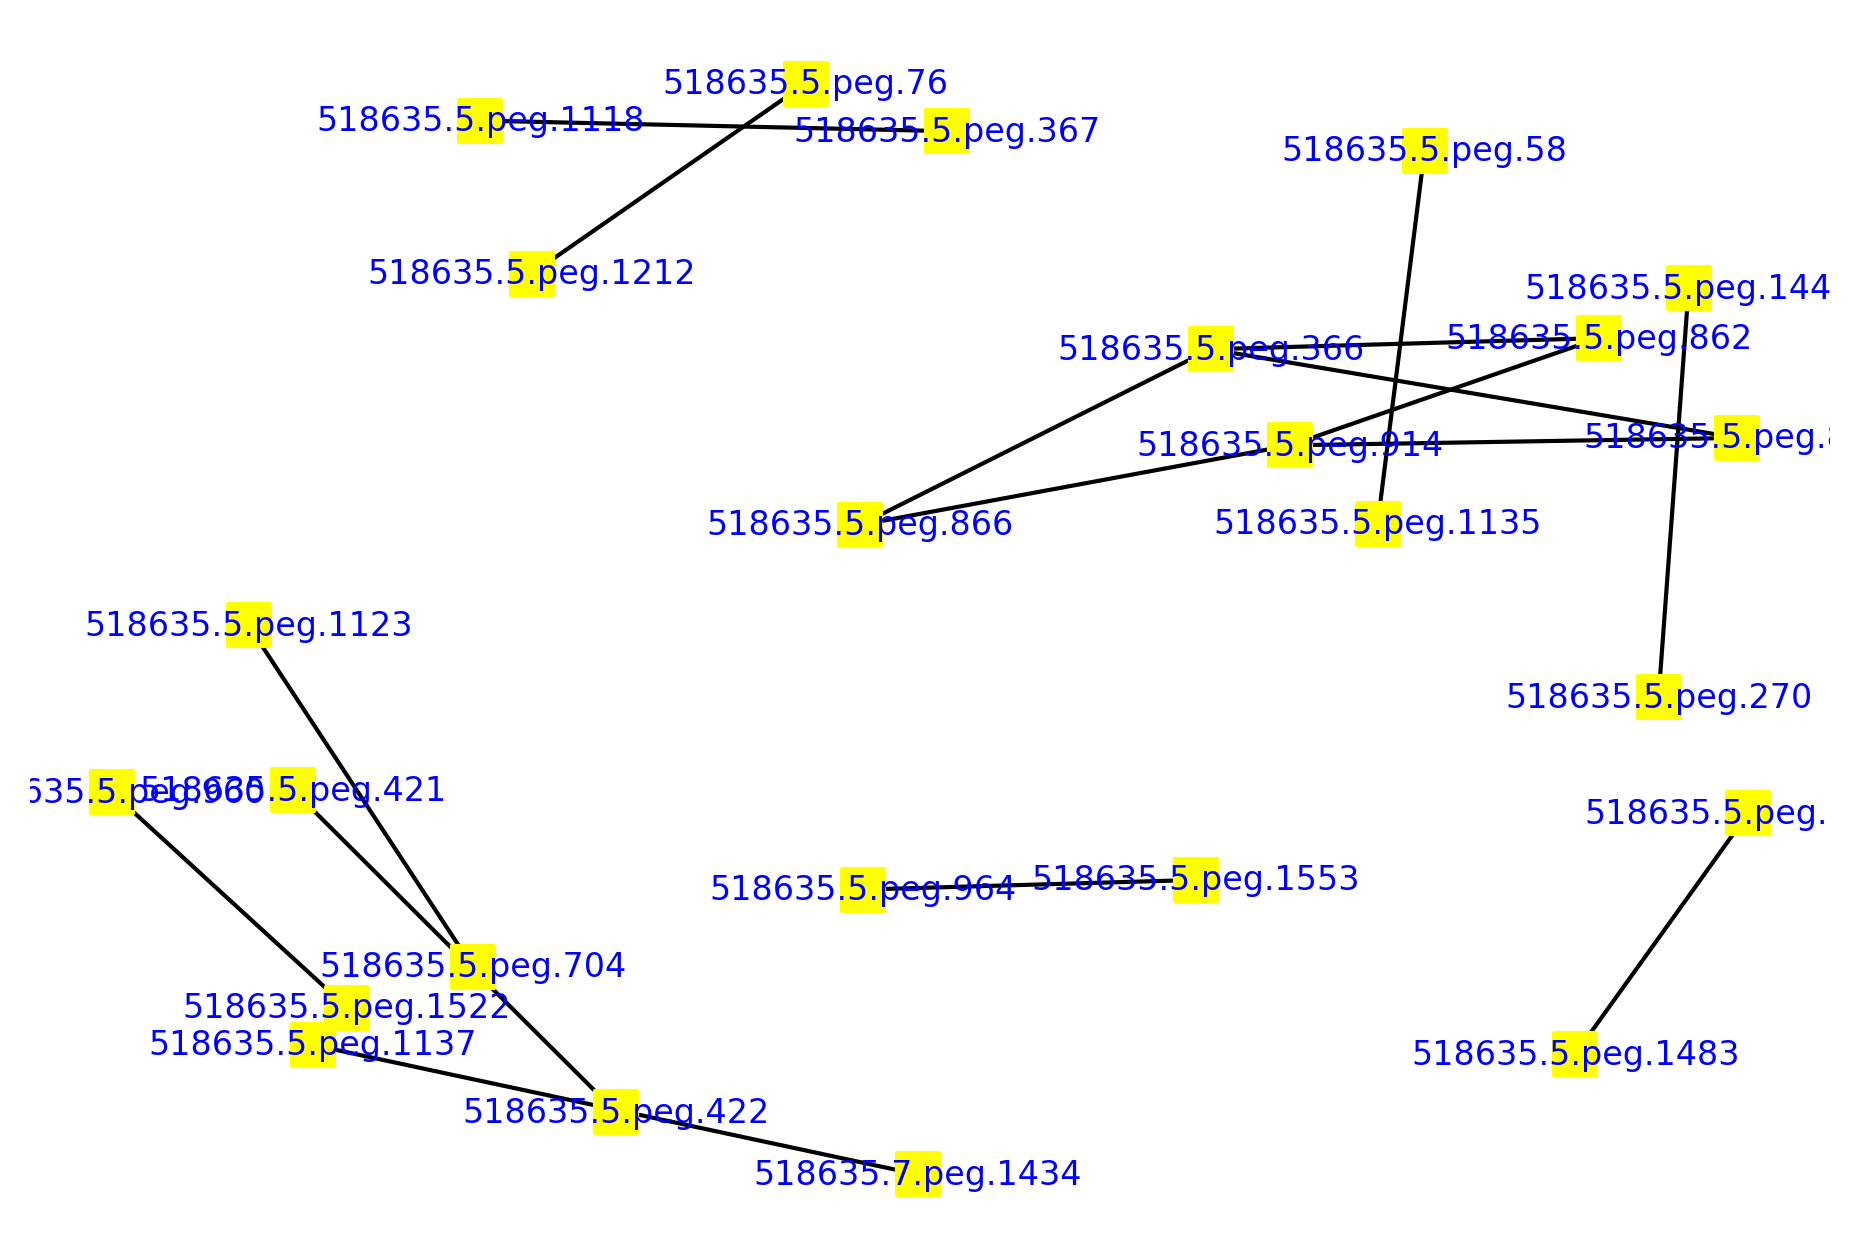 518635.5.peg.76
518635.5.peg.1118
518635.5.peg.367
518635.5.peg.58
518635.5.peg.1212
518635.5.peg.144
518635.5.peg.862
518635.5.peg.366
518635.5.peg.
518635.5.peg.914
518635.5.peg.866
518635.5.peg.1135
518635.5.peg.1123
518635.5.peg.270
635.5.peg.960
518635.5.peg.421
518635.5.peg.
518635.5.peg.964
518635.5.peg.1553
518635.5.peg.704
518635.5.peg.1522
518635.5.peg.1137
518635.5.peg.1483
518635.5.peg.422
518635.7.peg.1434